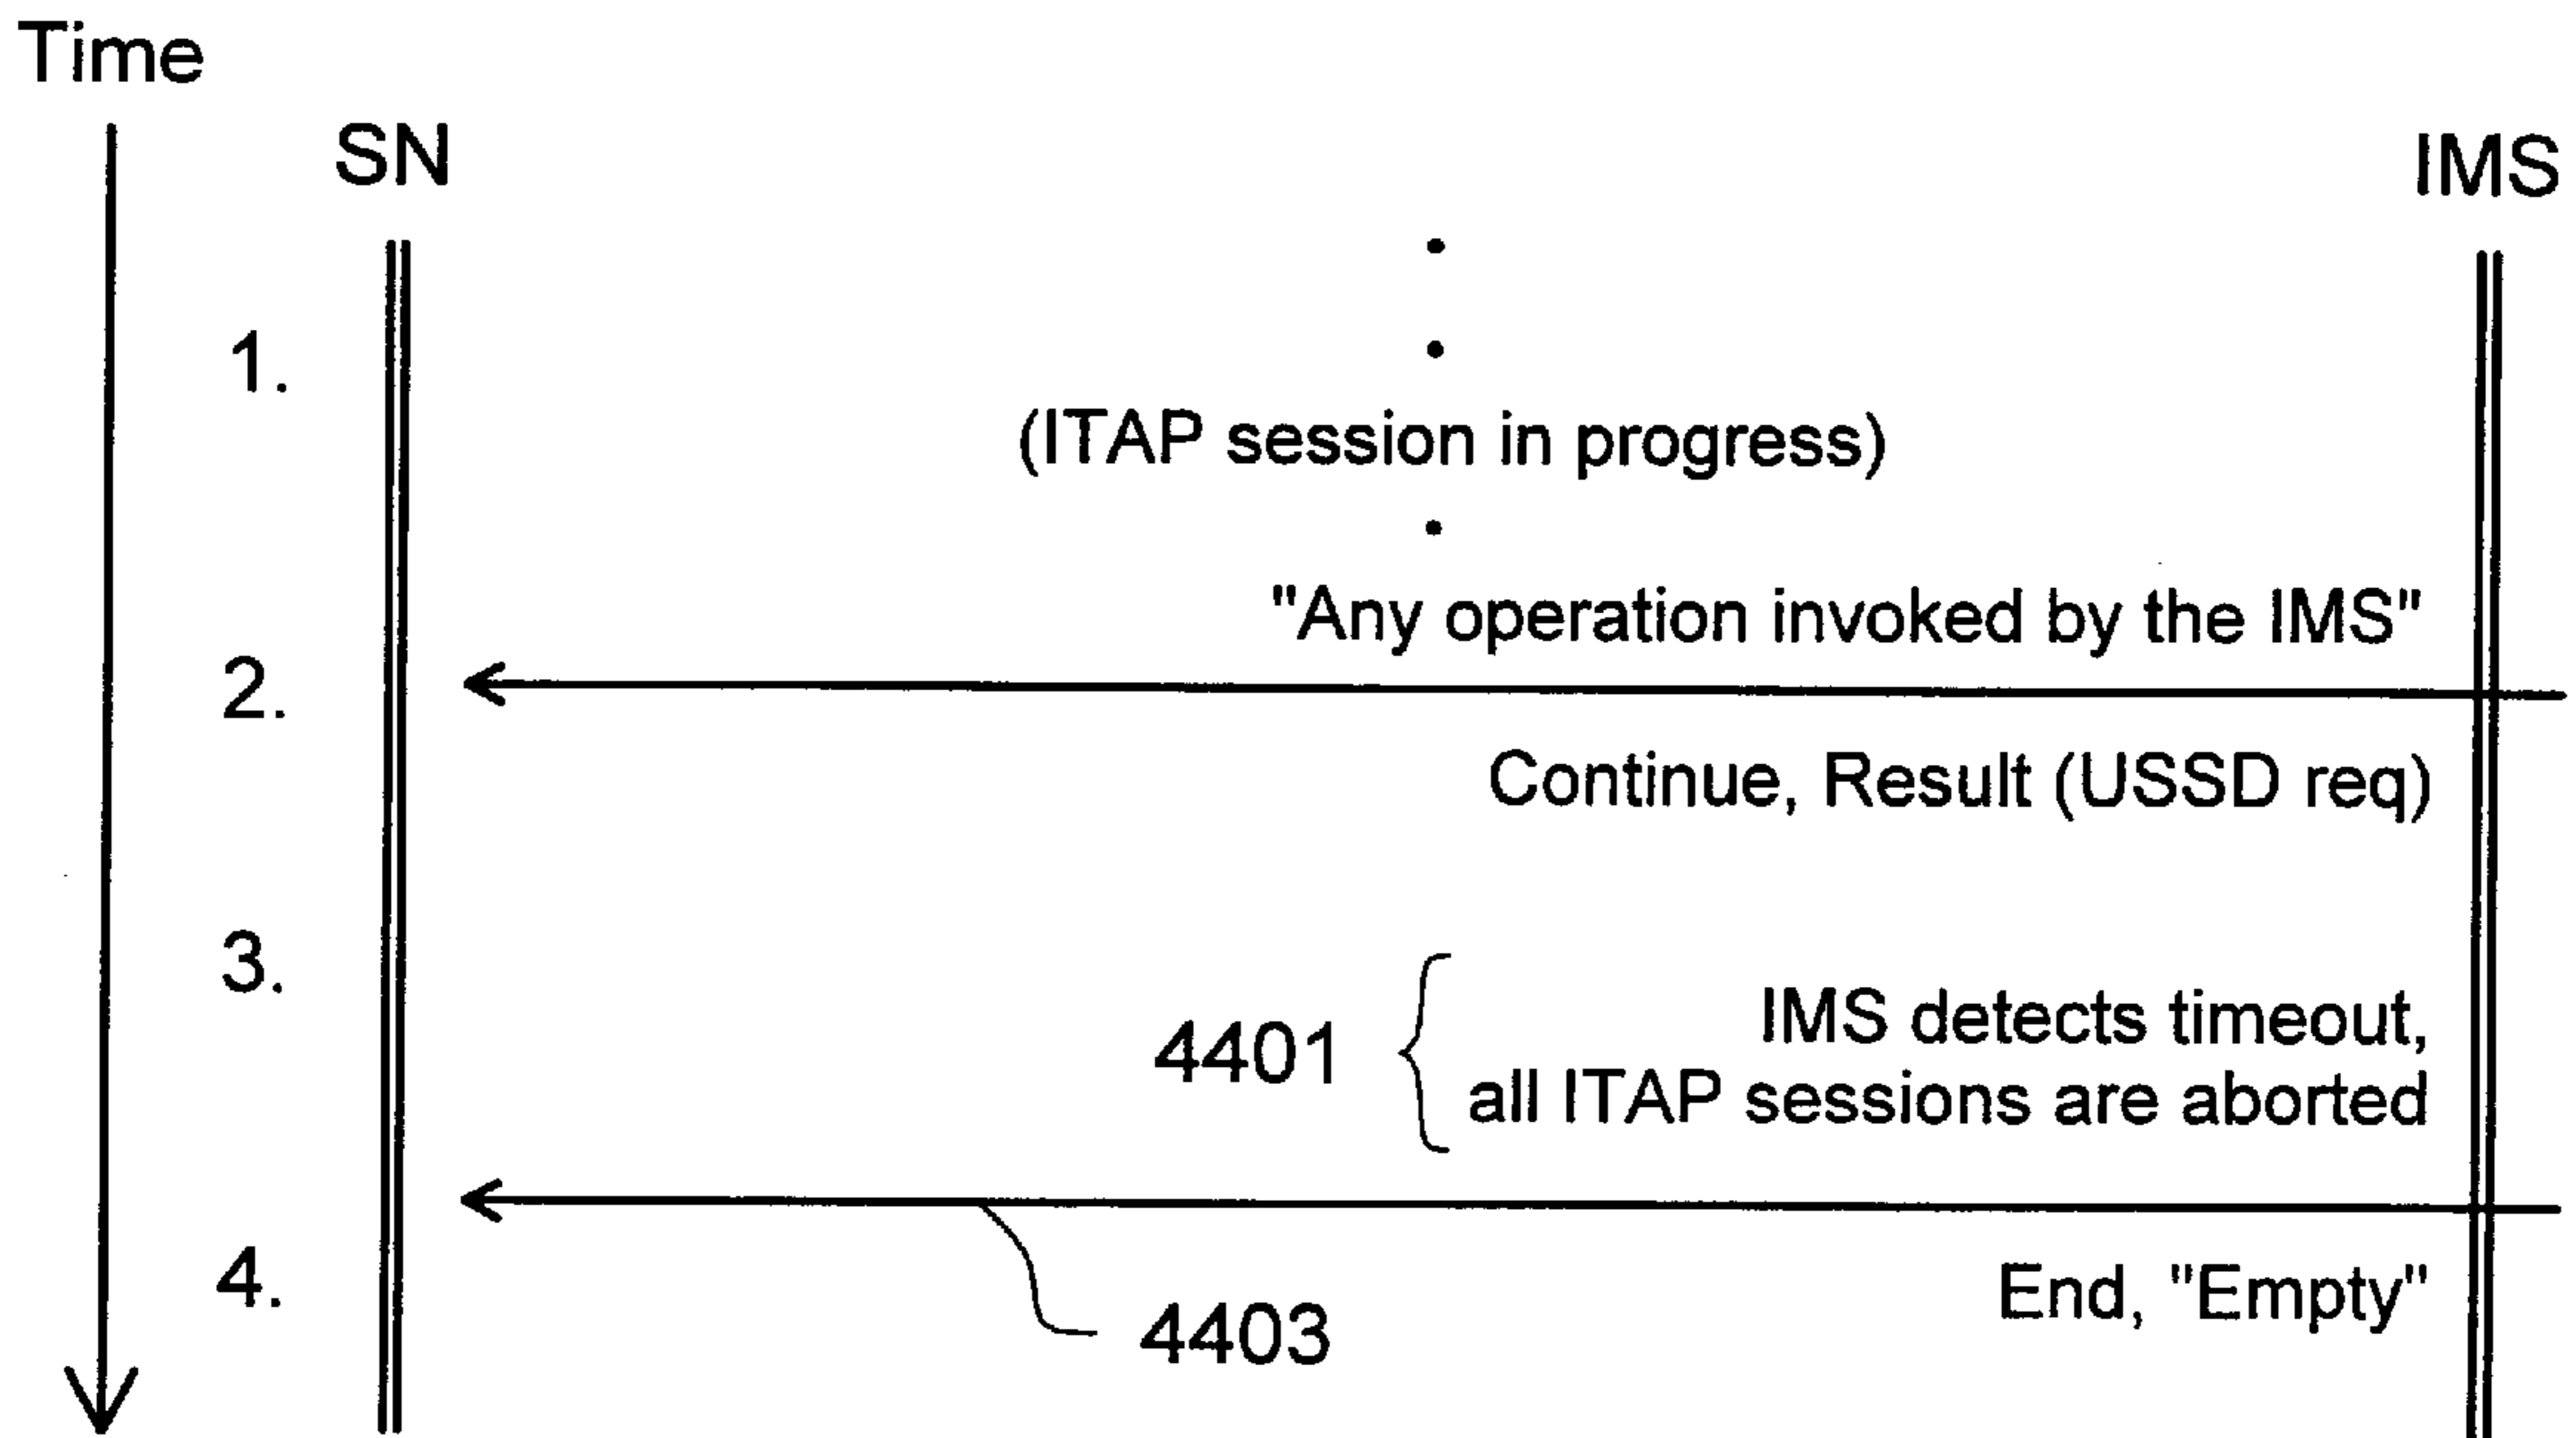 Time
SN
IMS
1.
(ITAP session in progress)
"Any operation invoked by the IMS"
2.
Continue, Result (USSD req)
3.
IMS detects timeout,
4401
all ITAP sessions are aborted
4.
End, "Empty"
4403